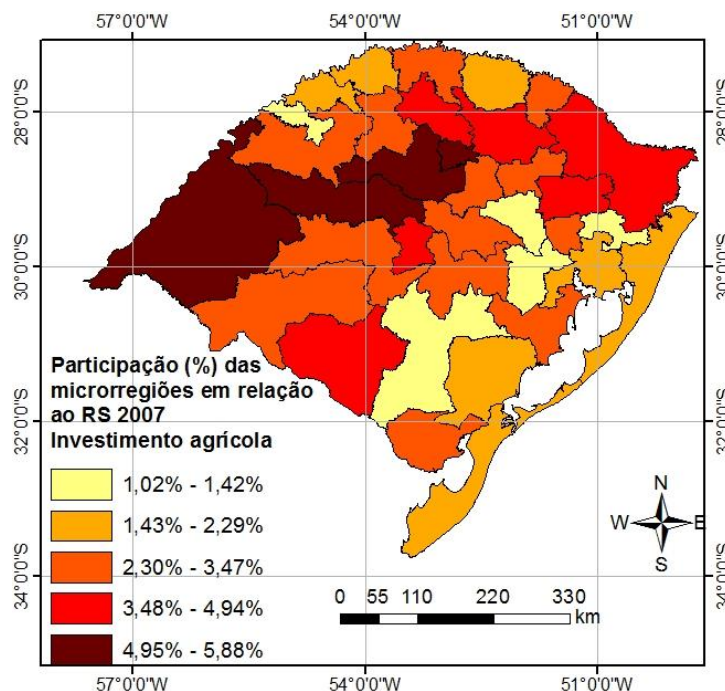 57°0'0"W 54°0'0"W 51°0'0"W
28°0'0"S 28°0'0"S
30°0'0"S 30°0'0"S
32°0'0"S 32°0'0"S
34°0'0"S 34°0'0"S
Participação (%) das
microrregiões em relação
ao RS 2007
Investimento agrícola
1,02% - 1,42%
1,43% - 2,29%
2,30% - 3,47%
3,48% - 4,94%
4,95% - 5,88%
N
W E
S
0 55 110 220 330
km
57°0'0"W 54°0'0"W 51°0'0"W